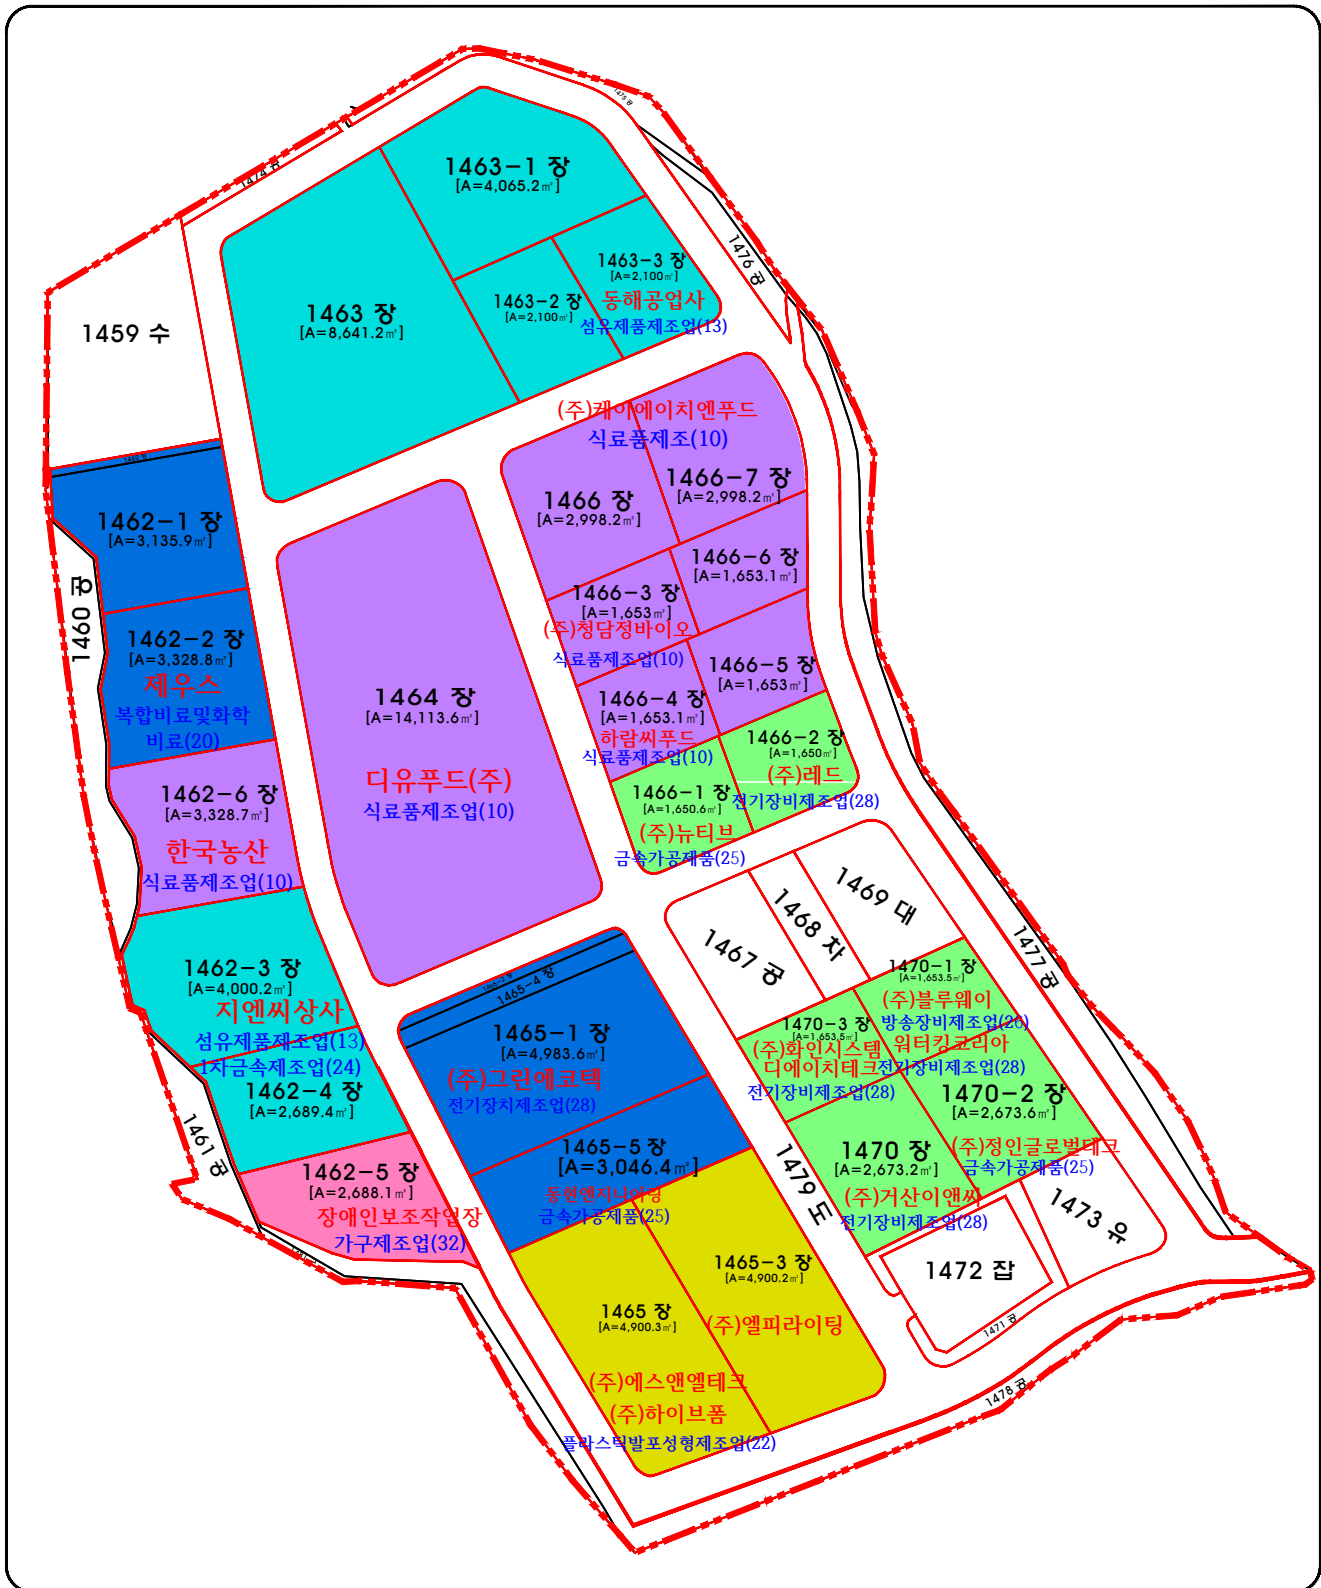 1475 공
1474 공
1463-1 장
[A=4,065.2㎡]
1476 공
1463-3 장
[A=2,100㎡]
동해공업사
섬유제품제조업(13)
1463-2 장
[A=2,100㎡]
1463 장
[A=8,641.2㎡]
1459 수
(주)케이에이치엔푸드
식료품제조(10)
1466-7 장
[A=2,998.2㎡]
1466 장
[A=2,998.2㎡]
1462-1 장
[A=3,135.9㎡]
1466-6 장
[A=1,653.1㎡]
1466-3 장
[A=1,653㎡]
(주)청담정바이오
식료품제조업(10)
1460 공
1462-2 장
[A=3,328.8㎡]
제우스
복합비료및화학
비료(20)
1466-5 장
[A=1,653㎡]
1464 장
[A=14,113.6㎡]
디유푸드(주)
식료품제조업(10)
1466-4 장
[A=1,653.1㎡]
하람씨푸드
식료품제조업(10)
1466-2 장
[A=1,650㎡]
(주)레드
전기장비제조업(28)
1466-1 장
[A=1,650.6㎡]
(주)뉴티브
금속가공제품(25)
1462-6 장
[A=3,328.7㎡]
한국농산
식료품제조업(10)
1469 대
1468 차
1467 공
1477 공
1462-3 장
[A=4,000.2㎡]
지엔씨상사
섬유제품제조업(13)
1차금속제조업(24)
1462-4 장
[A=2,689.4㎡]
1465-4 장
1465-1 장
[A=4,983.6㎡]
(주)그린에코텍
전기장치제조업(28)
1470-1 장
[A=1,653.5㎡]
(주)블루웨이
방송장비제조업(26)
워터킹코리아
전기장비제조업(28)
1470-3 장
[A=1,653.5㎡]
(주)화인시스템
디에이치테크
전기장비제조업(28)
1470-2 장
[A=2,673.6㎡]
(주)정인글로벌테크
금속가공제품(25)
1461 공
1462-5 장
[A=2,688.1㎡]
장애인보조작업장
가구제조업(32)
1465-5 장
[A=3,046.4㎡]
동현엔지니어링
금속가공제품(25)
1479 도
1470 장
[A=2,673.2㎡]
(주)거산이앤씨
전기장비제조업(28)
1473 유
1472 잡
1471 공
1465-3 장
[A=4,900.2㎡]
(주)엘피라이팅
1465 장
[A=4,900.3㎡]
(주)에스앤엘테크
(주)하이브폼
플라스틱발포성형제조업(22)
1478 공